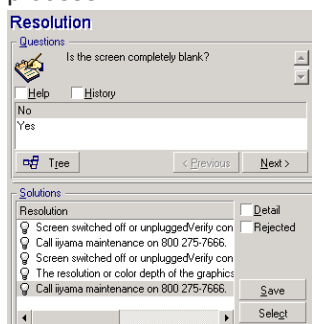 Resolution
Questions
Is the screen completely blank?
Help History
No
Yes
Tree < Previous Next >
Solutions
Resolution
Detail
Screen switched off or unpluggedVerify con
Rejected
Call iiyama maintenance on 800 275-7666.
Screen switched off or unpluggedVerify con
The resolution or color depth of the graphics
Call iiyama maintenance on 800 275-7666.
Save
Select